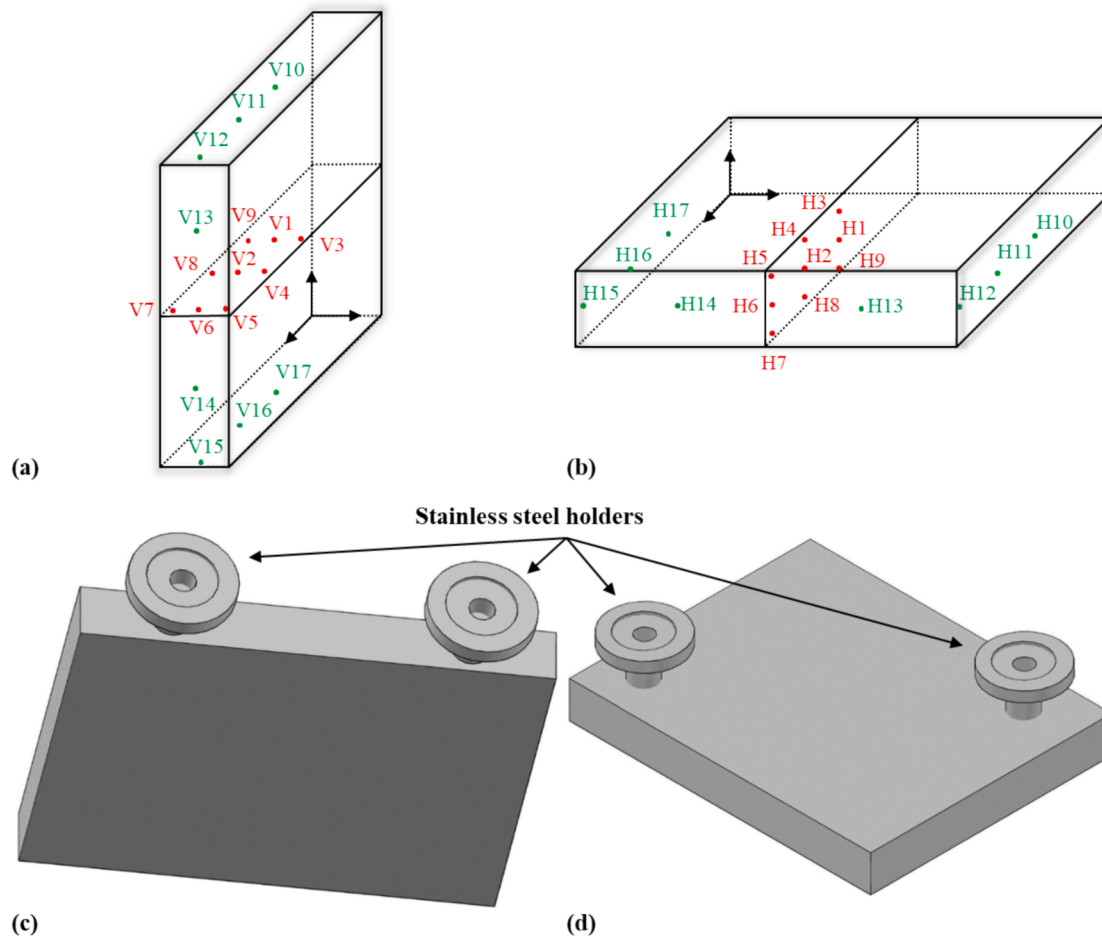 V10
V11
V12
V13
V9
V1
V3
V8
V2
V4
V7
V6
V5
V14
V17
V16
V15
(a)
H3
H17
H4
H1
H10
H16
H5
H2
H9
H11
H15
H14
H6
H8
H13
H12
H7
(b)
Stainless steel holders
(c)
(d)